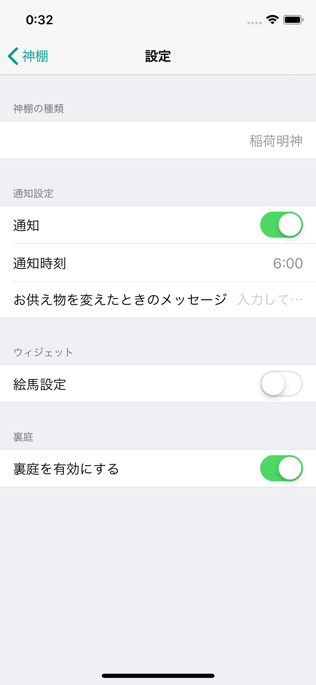 0:32
神棚
設定
神棚の種類
稲荷明神
通知設定
通知
通知時刻 6:00
お供え物を変えたときのメッセージ 入力して…
ウィジェット
絵馬設定
裏庭
裏庭を有効にする